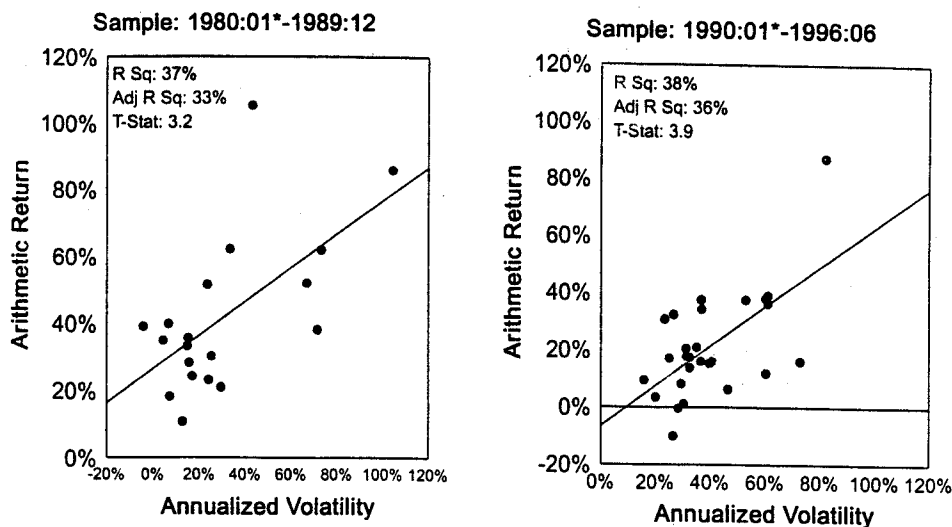 Sample: 1980:01*-1989:12
120%
100%
80%
60%
40%
20%
0%
R Sq: 37%
Adj R Sq: 33%
T-Stat: 3.2
Arithmetic Return
-20% 0% 20% 40% 60% 80% 100% 120%
Annualized Volatility
Sample: 1990:01*-1996:06
120%
100%
80%
60%
40%
20%
0%
-20%
R Sq: 38%
Adj R Sq: 36%
T-Stat: 3.9
Arithmetic Return
0% 20% 40% 60% 80% 100% 120%
Annualized Volatility